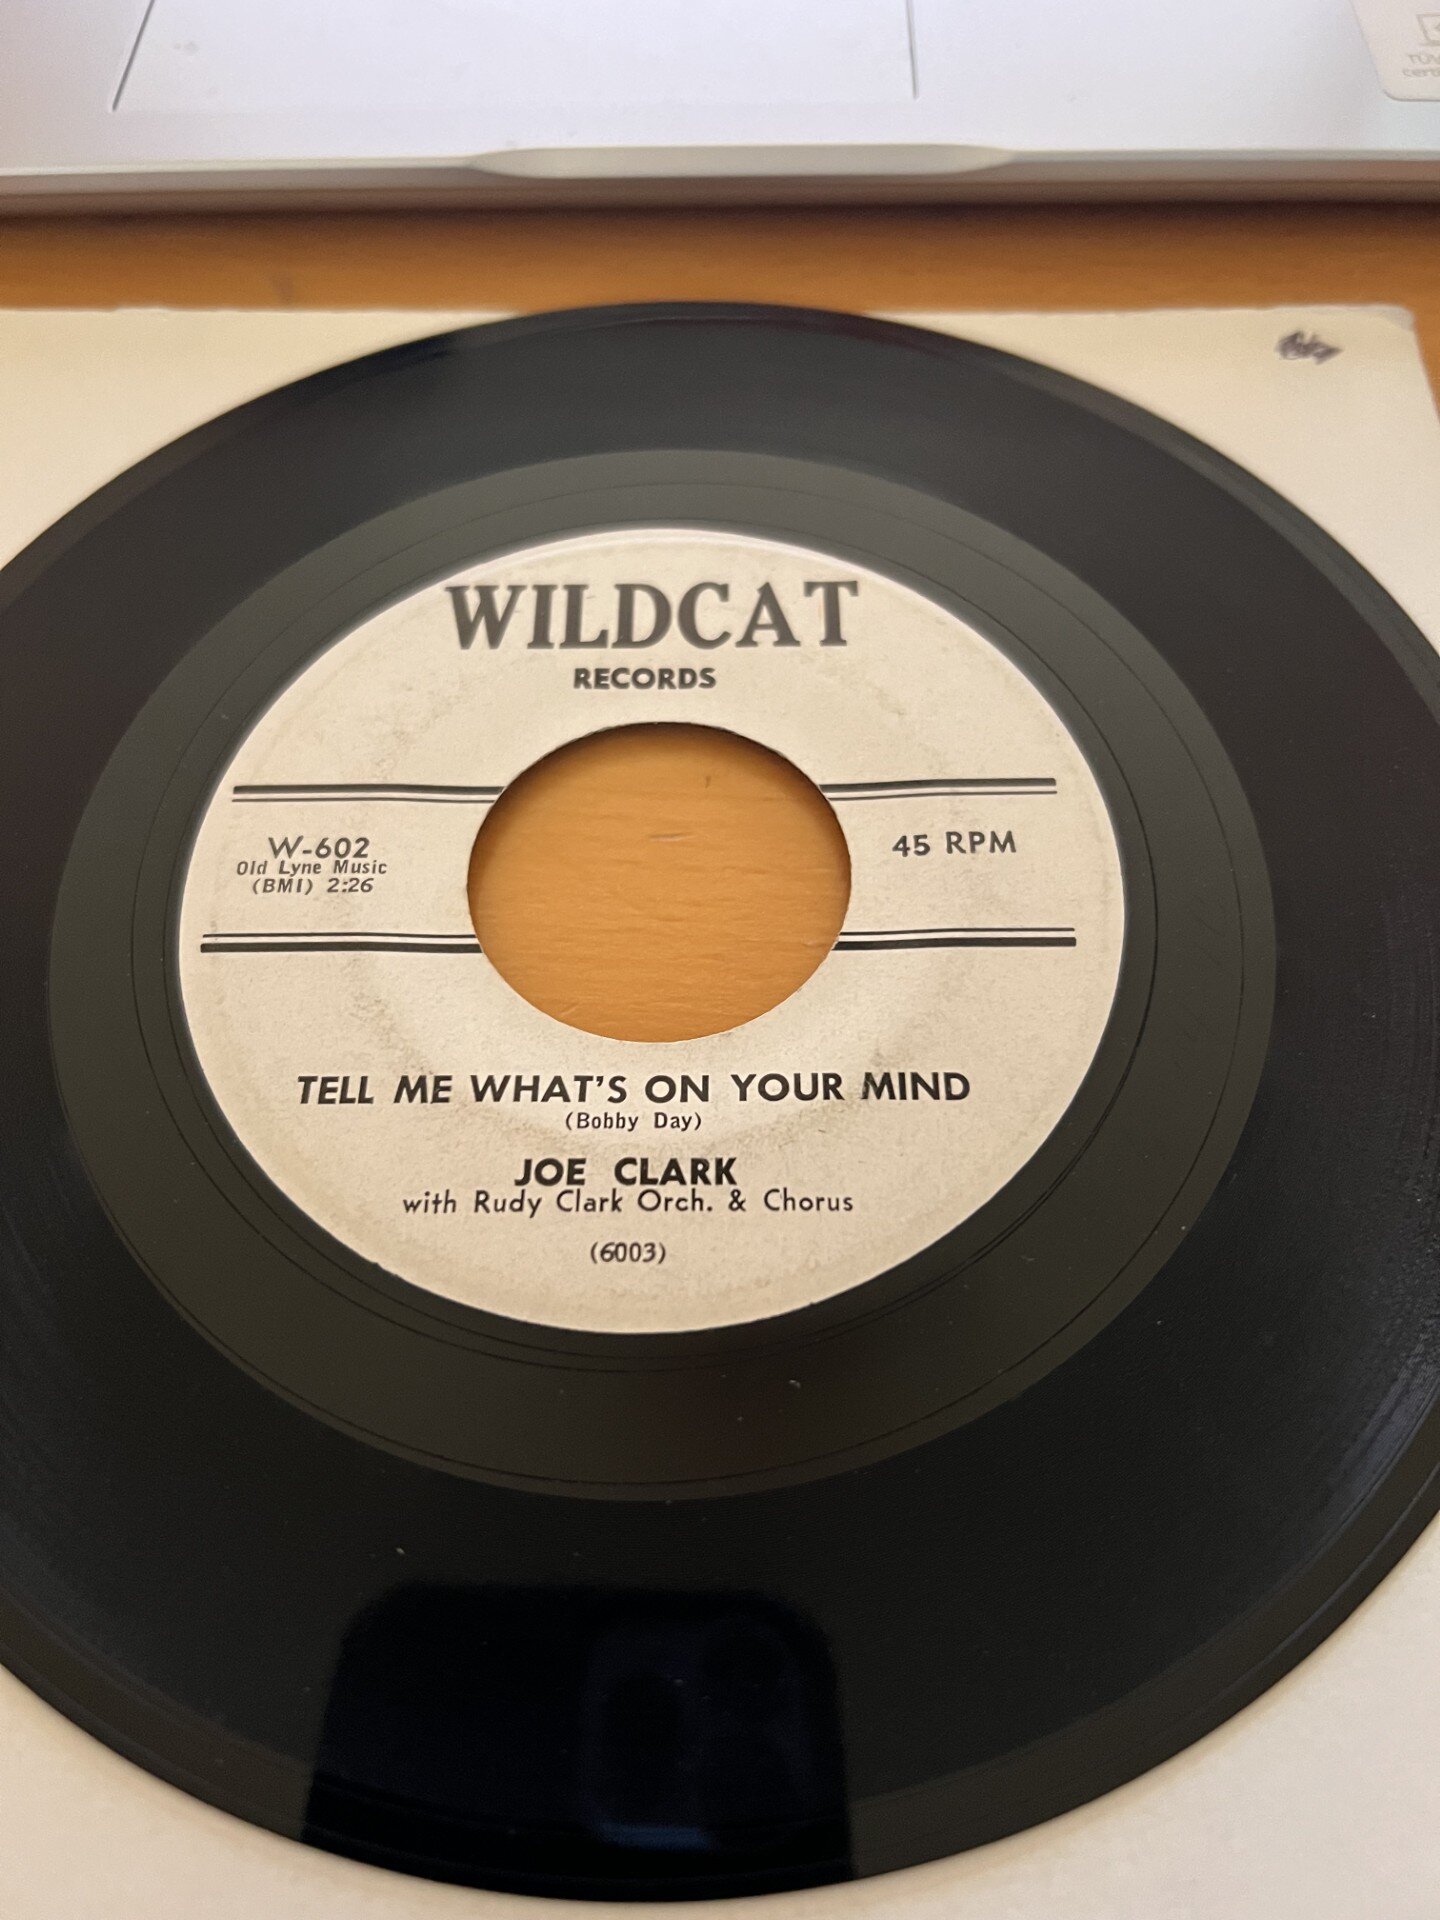 WILDCAT
RECORDS
W-602
Old Lyne Music
(BMI) 2:26
45 RPM
TELL ME WHAT'S ON YOUR MIND
(Bobby Day)
JOE CLARK
with Rudy Clark Orch. & Chorus
(6003)